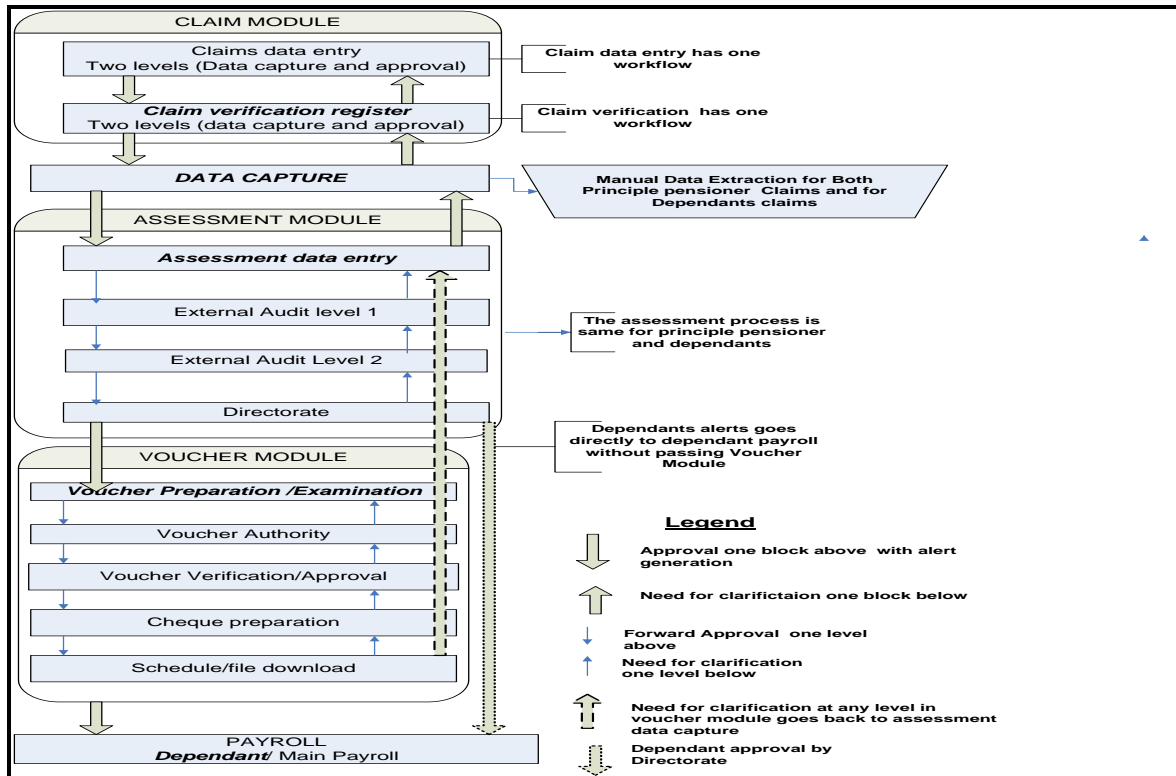 CLAIM MODULE
Claims data entry
Two levels (Data capture and approval)
Claim data entry has one
workflow
Claim verification register
Two levels (data capture and approval)
Claim verification  has one
workflow
DATA CAPTURE
Manual Data Extraction for Both
Principle pensioner  Claims and for
Dependants claims
ASSESSMENT MODULE
Assessment data entry
External Audit level 1
The assessment process is
same for principle pensioner
and dependants
External Audit Level 2
Directorate
Dependants alerts goes
directly to dependant payroll
without passing Voucher
Module
VOUCHER MODULE
Voucher Preparation /Examination
Voucher Authority
Voucher Verification/Approval
Cheque preparation
Schedule/file download
PAYROLL
Dependant/ Main Payroll
Legend
Approval one block above  with alert
generation
Need for clarifictaion one block below
Forward Approval  one level
above
Need for clarification
one level below
Need for clarification at any level in
voucher module goes back to assessment
data capture
Dependant approval by
Directorate